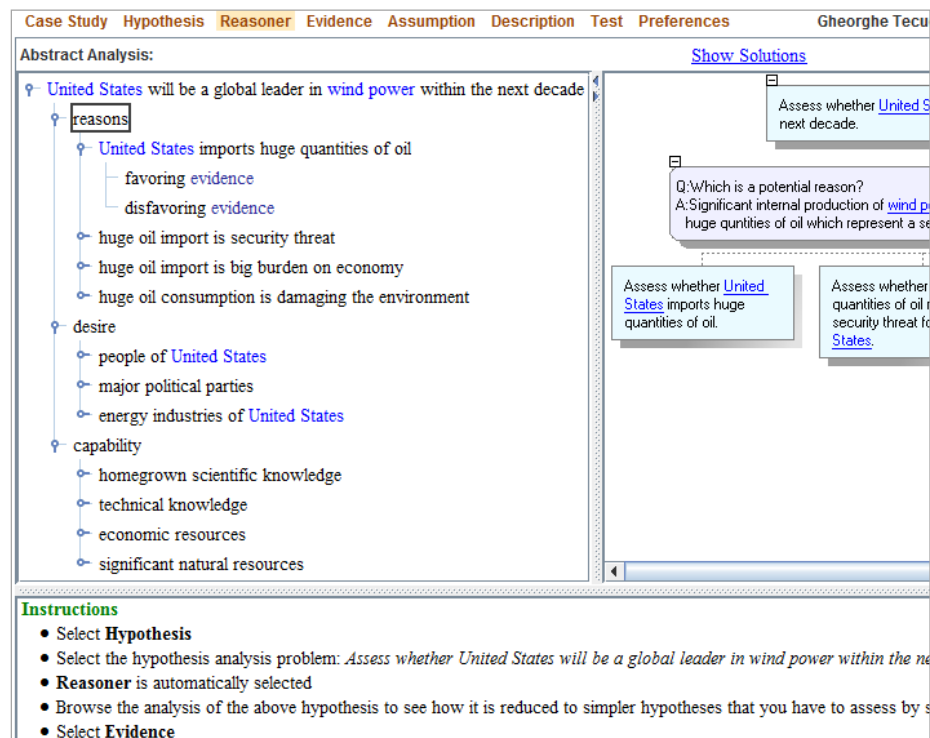 Case Study Hypothesis Reasoner Evidence Assumption Description Test Preferences Gheorghe Tecu
Abstract Analysis:
Show Solutions
United States will be a global leader in wind power within the next decade
reasons
United States imports huge quantities of oil
favoring evidence
disfavoring evidence
huge oil import is security threat
huge oil import is big burden on economy
huge oil consumption is damaging the environment
desire
people of United States
major political parties
energy industries of United States
capability
homegrown scientific knowledge
technical knowledge
economic resources
significant natural resources
Assess whether United S
next decade.
Q:Which is a potential reason?
A:Significant internal production of wind p
huge quntities of oil which represent a se
Assess whether United
States imports huge
quantities of oil.
Assess whether
quantities of oil
security threat fo
States.
Instructions
• Select Hypothesis
• Select the hypothesis analysis problem: Assess whether United States will be a global leader in wind power within the ne
• Reasoner is automatically selected
• Browse the analysis of the above hypothesis to see how it is reduced to simpler hypotheses that you have to assess by s
• Select Evidence